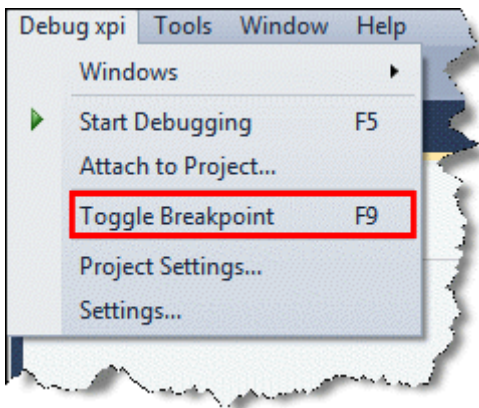 Debug xpi Tools Window Help
Windows
Start Debugging F5
Attach to Project...
Toggle Breakpoint F9
Project Settings...
Settings...